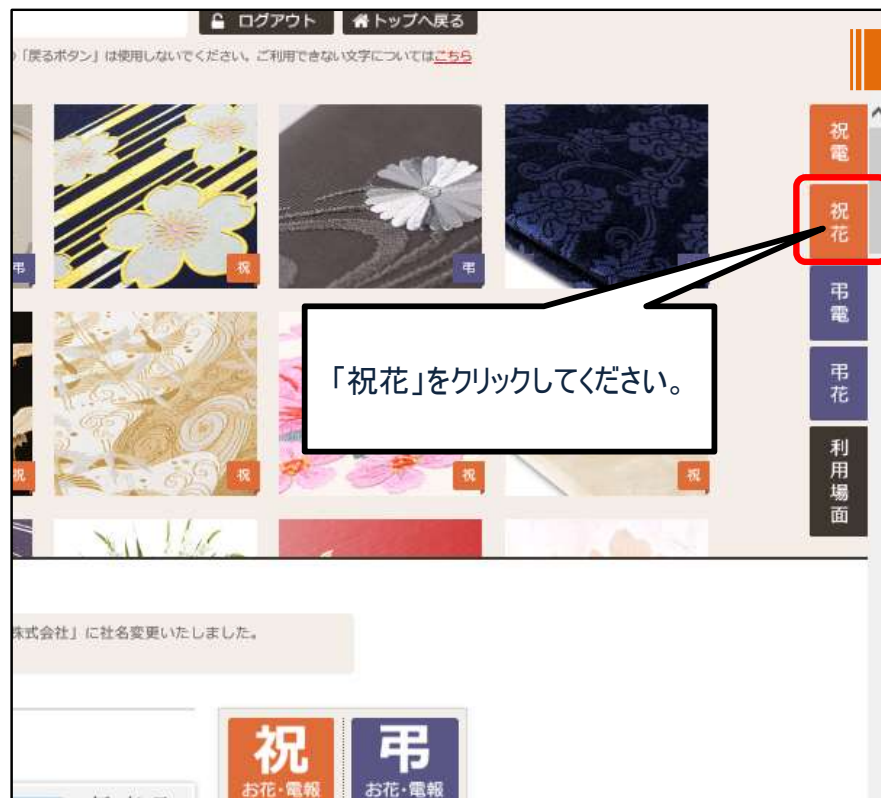 ログアウト
トップへ戻る
「戻るボタン」は使用しないでください。ご利用できない文字についてはこちら
祝電
祝花
弔電
弔花
利用場面
弔
祝
弔
祝
祝
祝
祝
「祝花」をクリックしてください。
株式会社」に社名変更いたしました。
祝
お花・電報
弔
お花・電報